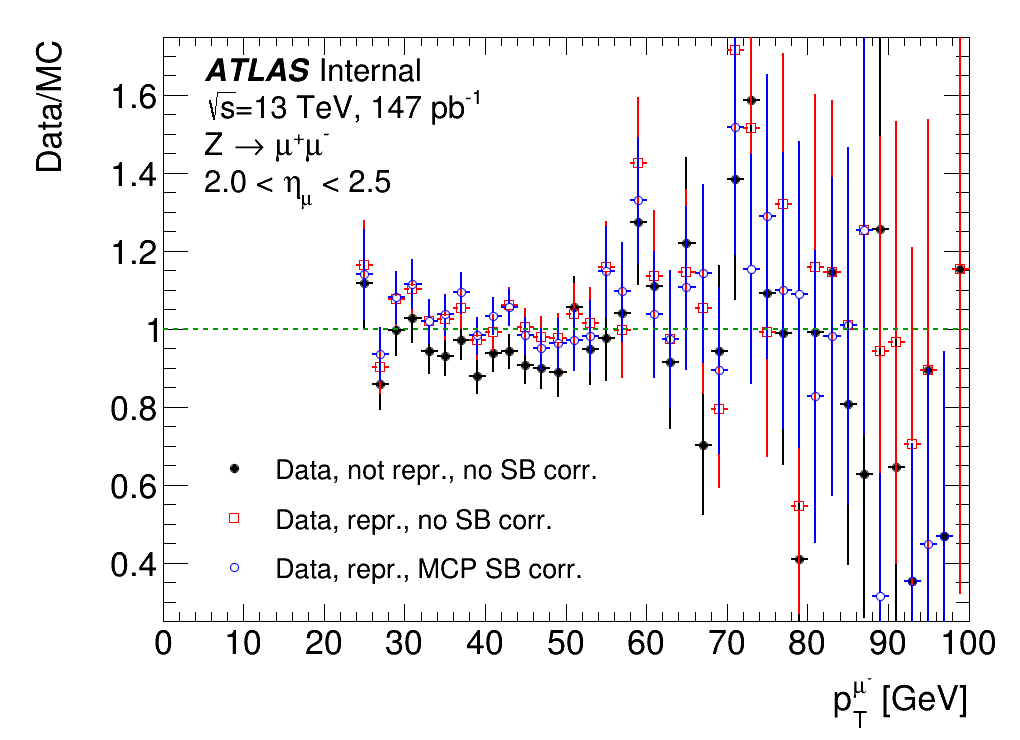 Data/MC
ATLAS Internal
√s=13 TeV, 147 pb⁻¹
Z → μ⁺μ⁻
2.0 < η_μ < 2.5
1.6
1.4
1.2
1
0.8
0.6
0.4
Data, not repr., no SB corr.
Data, repr., no SB corr.
Data, repr., MCP SB corr.
0 10 20 30 40 50 60 70 80 90 100
p_T^μ⁻ [GeV]